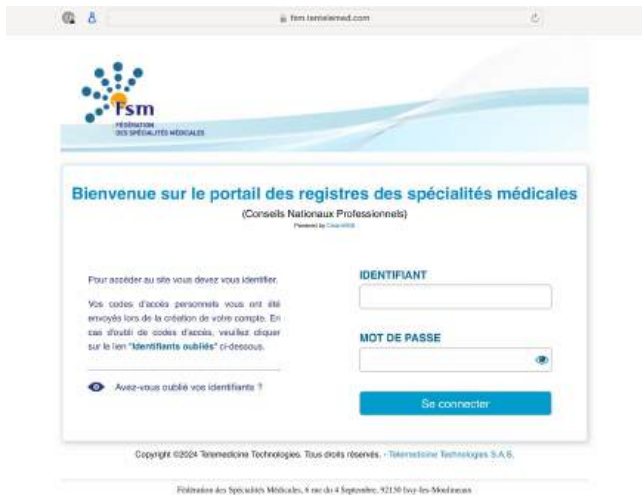 fsm.tentelemed.com
fsm
FÉDÉRATION
DES SPÉCIALITÉS MÉDICALES
Bienvenue sur le portail des registres des spécialités médicales
(Conseils Nationaux Professionnels)
Powered by CleanWEB
Pour accéder au site vous devez vous identifier.
Vos codes d'accès personnels vous ont été
envoyés lors de la création de votre compte. En
cas d'oubli de codes d'accès, veuillez cliquer
sur le lien "Identifiants oubliés" ci-dessous.
Avez-vous oublié vos identifiants ?
IDENTIFIANT
MOT DE PASSE
Se connecter
Copyright ©2024 Telemedicine Technologies. Tous droits réservés. - Telemedicine Technologies S.A.S.
Fédération des Spécialités Médicales, 6 rue du 4 Septembre, 92130 Issy-les-Moulineaux